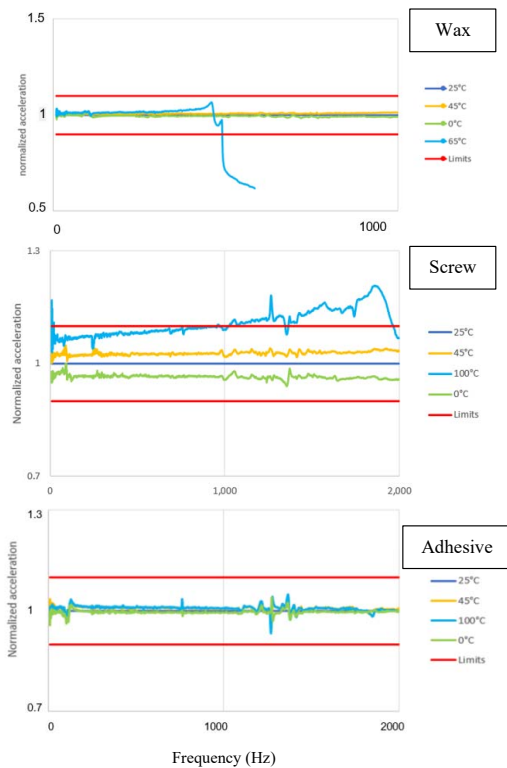 1.5
Wax
normalized acceleration
25°C
45°C
1
0°C
65°C
Limits
0.5
0
1000
1.3
Screw
Normalized acceleration
25°C
45°C
1
100°C
0°C
Limits
0.7
0
1,000
2,000
1.3
Adhesive
Normalized acceleration
25°C
45°C
1
100°C
0°C
Limits
0.7
0
1000
2000
Frequency (Hz)